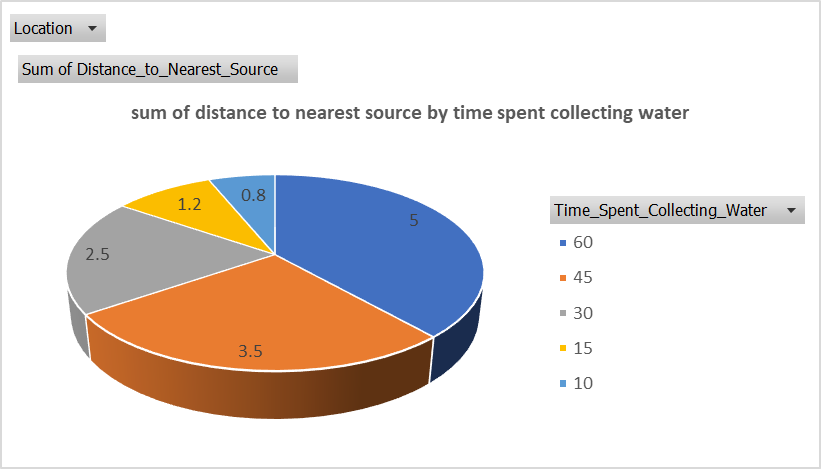 Location
Sum of Distance_to_Nearest_Source
sum of distance to nearest source by time spent collecting water
0.8
5
1.2
2.5
3.5
Time_Spent_Collecting_Water
60
45
30
15
10